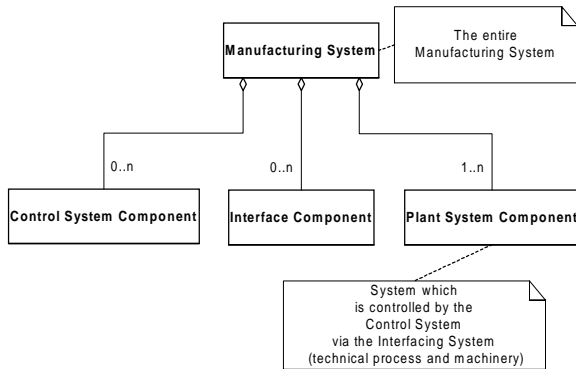 Manufacturing System
The entire
Manufacturing System
0..n
0..n
1..n
Control System Component
Interface Component
Plant System Component
System which
is controlled by the
Control System
via the Interfacing System
(technical process and machinery)